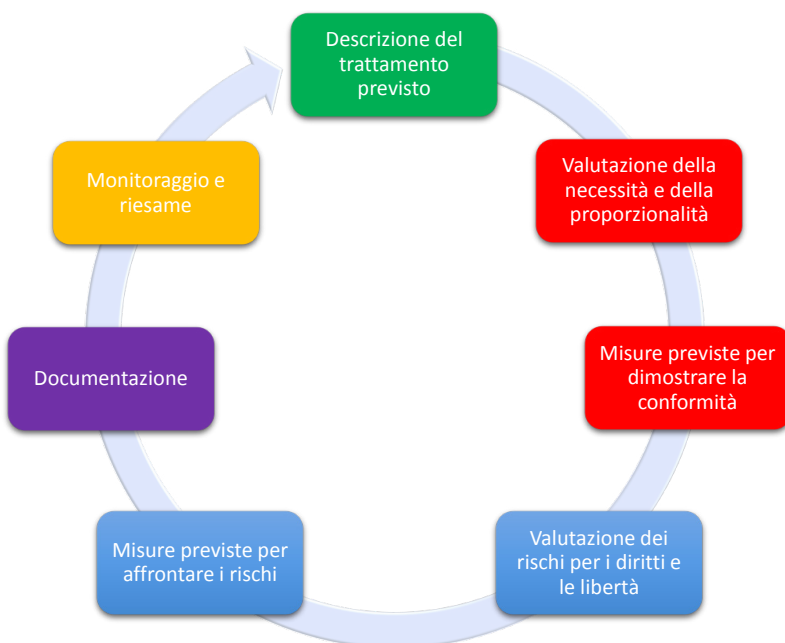 Descrizione del
trattamento
previsto
Valutazione della
necessità e della
proporzionalità
Misure previste per
dimostrare la
conformità
Valutazione dei
rischi per i diritti e
le libertà
Misure previste per
affrontare i rischi
Documentazione
Monitoraggio e
riesame